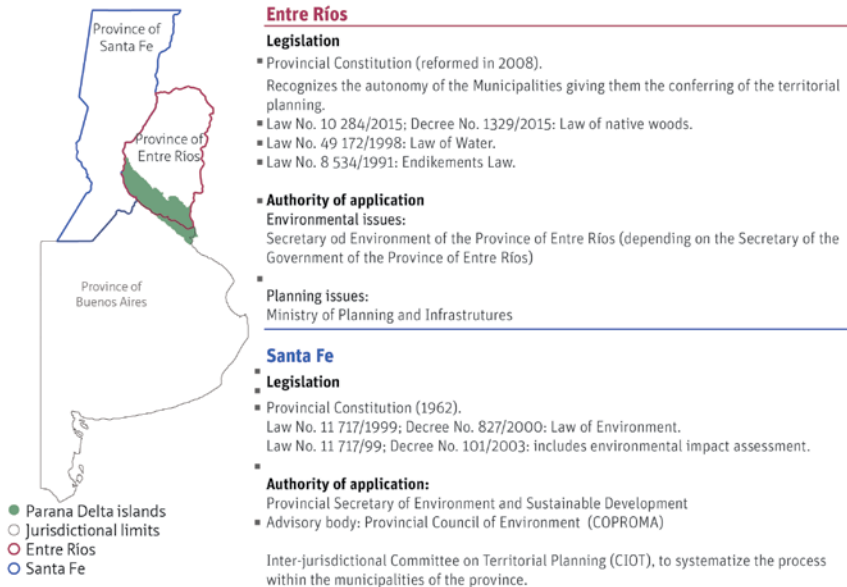 Province of
Santa Fe
Province of
Entre Ríos
Province of
Buenos Aires
Parana Delta islands
Jurisdictional limits
Entre Ríos
Santa Fe
Entre Ríos
Legislation
Provincial Constitution (reformed in 2008).
Recognizes the autonomy of the Municipalities giving them the conferring of the territorial
planning.
Law No. 10 284/2015; Decree No. 1329/2015: Law of native woods.
Law No. 49 172/1998: Law of Water.
Law No. 8 534/1991: Endikements Law.
Authority of application
Environmental issues:
Secretary od Environment of the Province of Entre Ríos (depending on the Secretary of the
Government of the Province of Entre Ríos)
Planning issues:
Ministry of Planning and Infrastrutures
Santa Fe
Legislation
Provincial Constitution (1962).
Law No. 11 717/1999; Decree No. 827/2000: Law of Environment.
Law No. 11 717/99; Decree No. 101/2003: includes environmental impact assessment.
Authority of application:
Provincial Secretary of Environment and Sustainable Development
Advisory body: Provincial Council of Environment (COPROMA)
Inter-jurisdictional Committee on Territorial Planning (CIOT), to systematize the process
within the municipalities of the province.